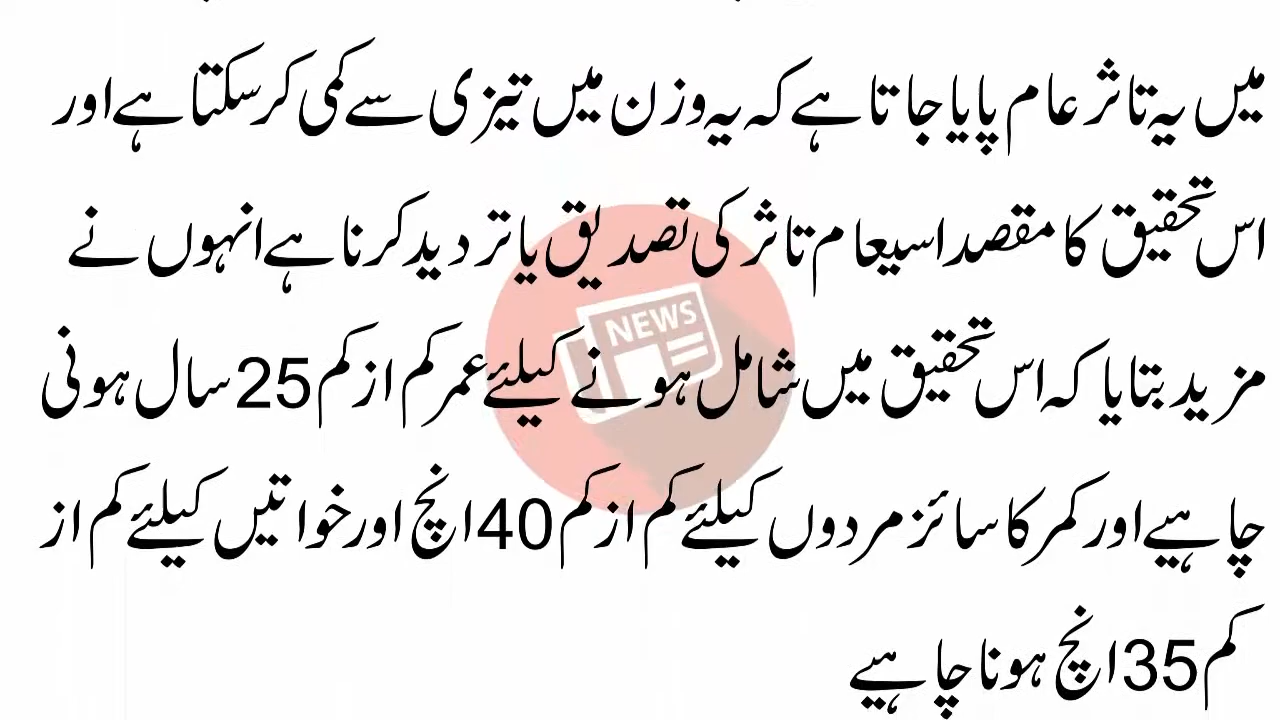 میں یہ تاثر عام پایا جاتا ہے کہ یہ وزن میں تیزی سے کمی کر سکتا ہے اور
اس تحقیق کا مقصد اسیعام تاثر کی تصدیق یا تردید کرنا ہے انہوں نے
NEWS
مزید بتایا کہ اس تحقیق میں شامل ہونے کیلئے عمر کم از کم 25 سال ہونی
چاہیے اور کمر کا سائز مردوں کیلئے کم از کم 40 انچ اور خواتیں کیلئے کم از
کم 35 انچ ہونا چاہیے